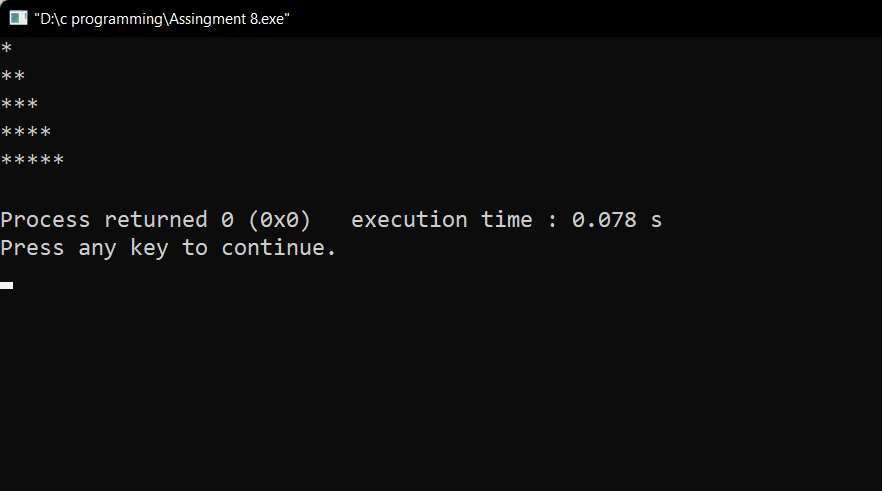 "D:\c programming\Assingment 8.exe"
*
**
***
****
*****
Process returned 0 (0x0)   execution time : 0.078 s
Press any key to continue.